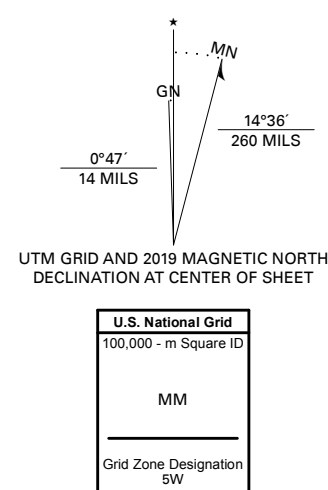 ★
MN
GN
14°36´
260 MILS
0°47´
14 MILS
UTM GRID AND 2019 MAGNETIC NORTH
DECLINATION AT CENTER OF SHEET
U.S. National Grid
100,000 - m Square ID
MM
Grid Zone Designation
5W